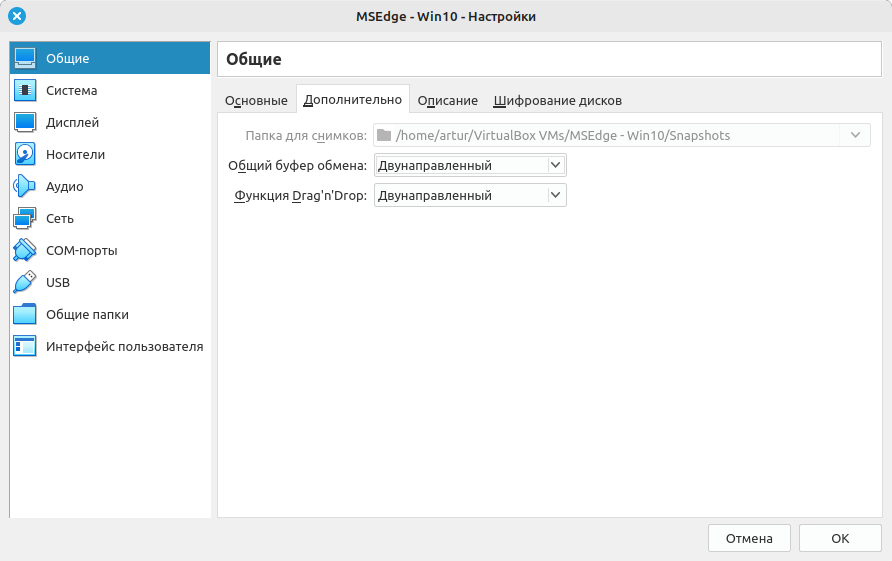 MSEdge - Win10 - Настройки
Общие
Система
Дисплей
Носители
Аудио
Сеть
COM-порты
USB
Общие папки
Интерфейс пользователя
Общие
Основные Дополнительно Описание Шифрование дисков
Папка для снимков: /home/artur/VirtualBox VMs/MSEdge - Win10/Snapshots
Общий буфер обмена: Двунаправленный
Функция Drag'n'Drop: Двунаправленный
Отмена OK